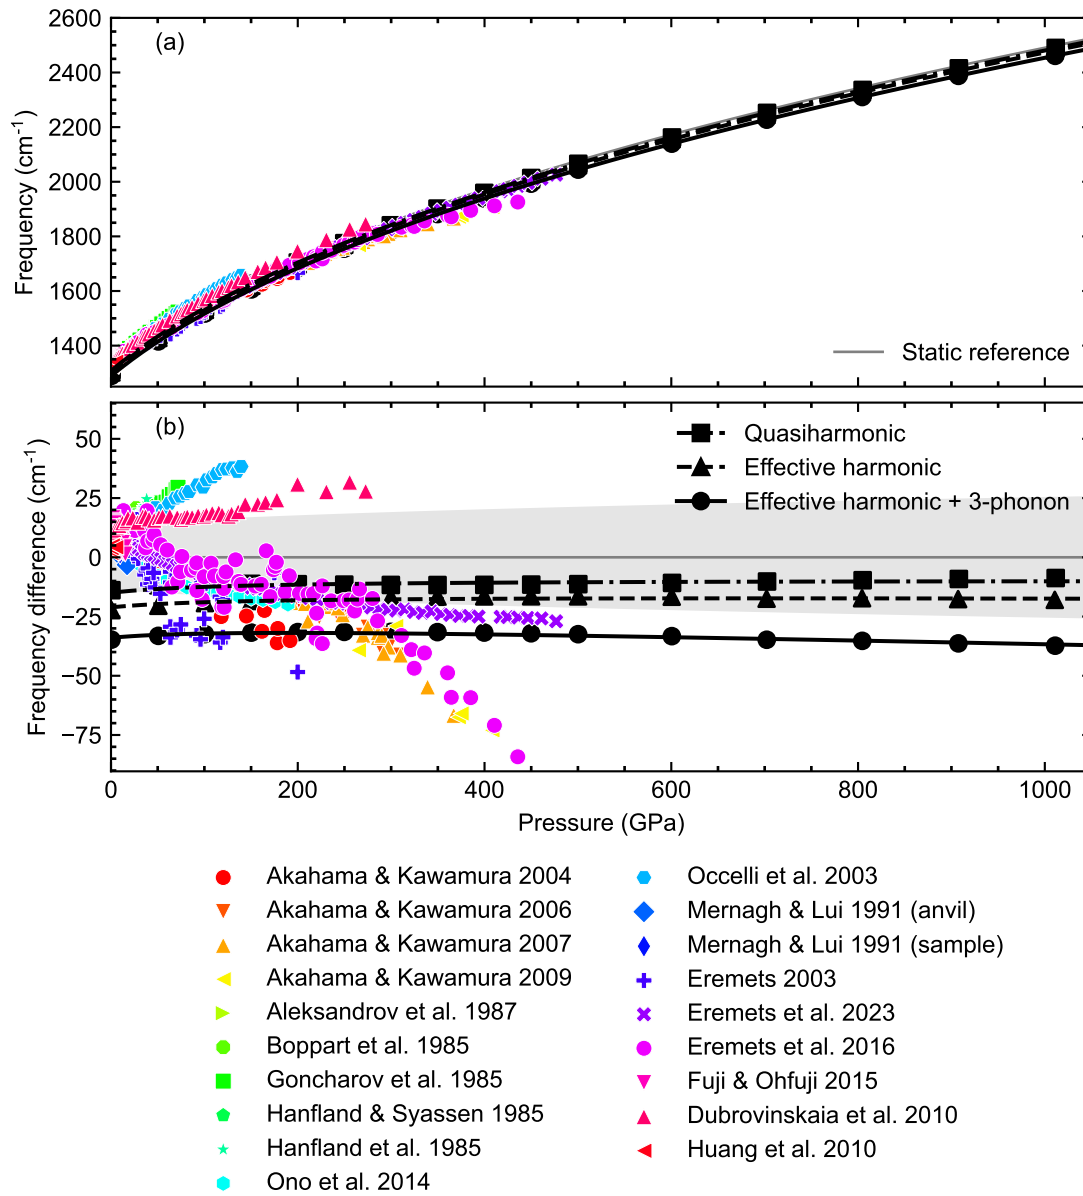 2600
(a)
2400
2200
2000
1800
1600
1400
Frequency (cm⁻¹)
Static reference
(b)
50
25
0
−25
−50
−75
Frequency difference (cm⁻¹)
Quasiharmonic
Effective harmonic
Effective harmonic + 3-phonon
0 200 400 600 800 1000
Pressure (GPa)
Akahama & Kawamura 2004
Akahama & Kawamura 2006
Akahama & Kawamura 2007
Akahama & Kawamura 2009
Aleksandrov et al. 1987
Boppart et al. 1985
Goncharov et al. 1985
Hanfland & Syassen 1985
Hanfland et al. 1985
Ono et al. 2014
Occelli et al. 2003
Mernagh & Lui 1991 (anvil)
Mernagh & Lui 1991 (sample)
Eremets 2003
Eremets et al. 2023
Eremets et al. 2016
Fuji & Ohfuji 2015
Dubrovinskaia et al. 2010
Huang et al. 2010